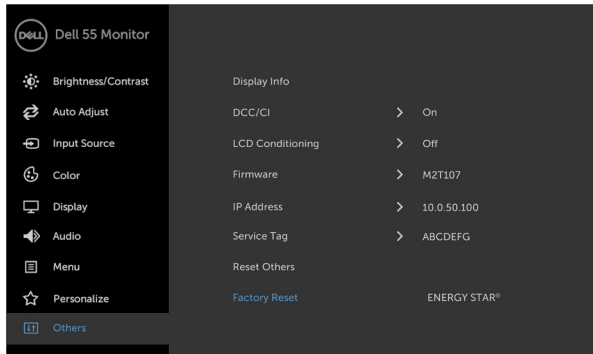 DELL Dell 55 Monitor
Brightness/Contrast
Auto Adjust
Input Source
Color
Display
Audio
Menu
Personalize
Others
Display Info
DCC/CI > On
LCD Conditioning > Off
Firmware > M2T107
IP Address > 10.0.50.100
Service Tag > ABCDEFG
Reset Others
Factory Reset ENERGY STAR®